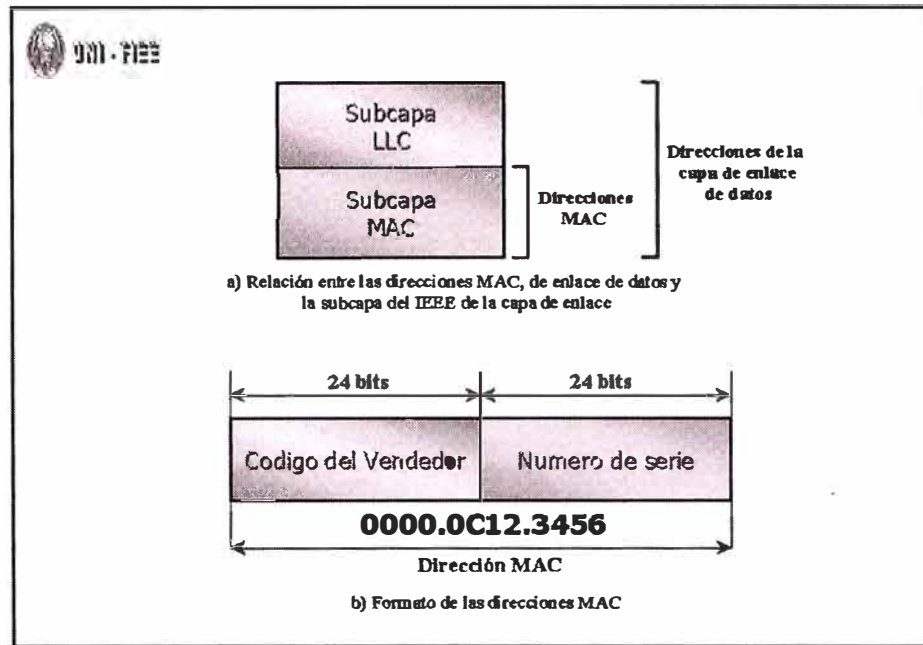 UNI - FIEE
Subcapa
LLC
Subcapa
MAC
Direcciones
MAC
Direcciones de la
capa de enlace
de datos
a) Relación entre las direcciones MAC, de enlace de datos y
la subcapa del IEEE de la capa de enlace
24 bits
24 bits
Codigo del Vendedor
Numero de serie
0000.0C12.3456
Dirección MAC
b) Formato de las direcciones MAC